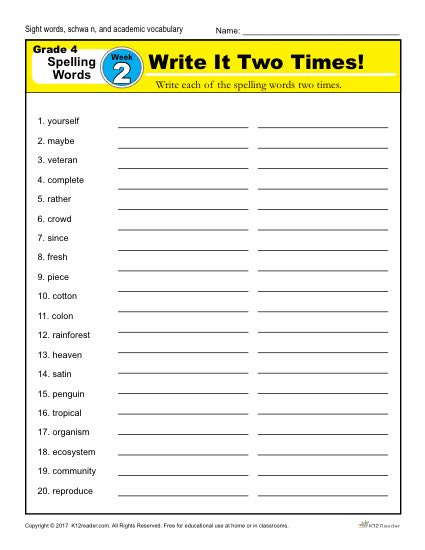 Sight words, schwa n, and academic vocabulary Name:
Grade 4
Spelling
Words
Week
2
Write It Two Times!
Write each of the spelling words two times.
1. yourself
2. maybe
3. veteran
4. complete
5. rather
6. crowd
7. since
8. fresh
9. piece
10. cotton
11. colon
12. rainforest
13. heaven
14. satin
15. penguin
16. tropical
17. organism
18. ecosystem
19. community
20. reproduce
Copyright © 2017 K12reader.com. All Rights Reserved. Free for educational use at home or in classrooms.
K12Reader